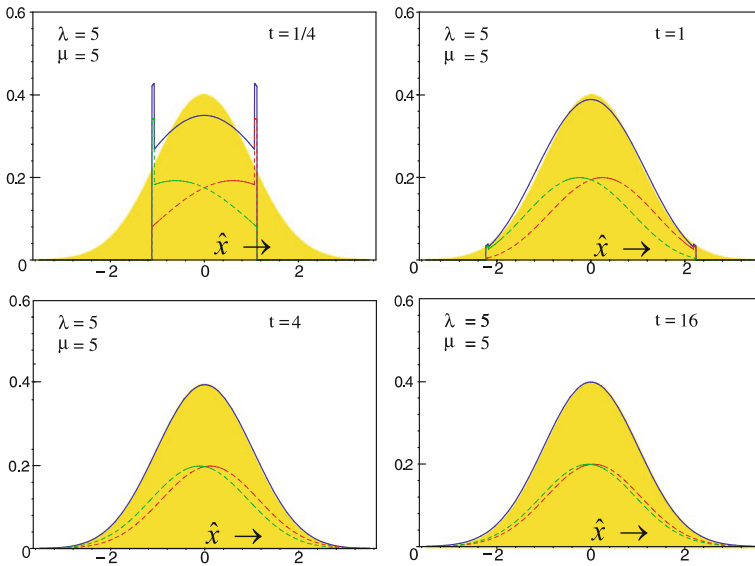 0.6
λ = 5 t = 1/4
μ = 5
0.4
0.2
x̂ →
0
−2 0 2
0.6
λ = 5 t = 1
μ = 5
0.4
0.2
x̂ →
0
−2 0 2
0.6
λ = 5 t = 4
μ = 5
0.4
0.2
x̂ →
0
−2 0 2
0.6
λ = 5 t = 16
μ = 5
0.4
0.2
x̂ →
0
−2 0 2